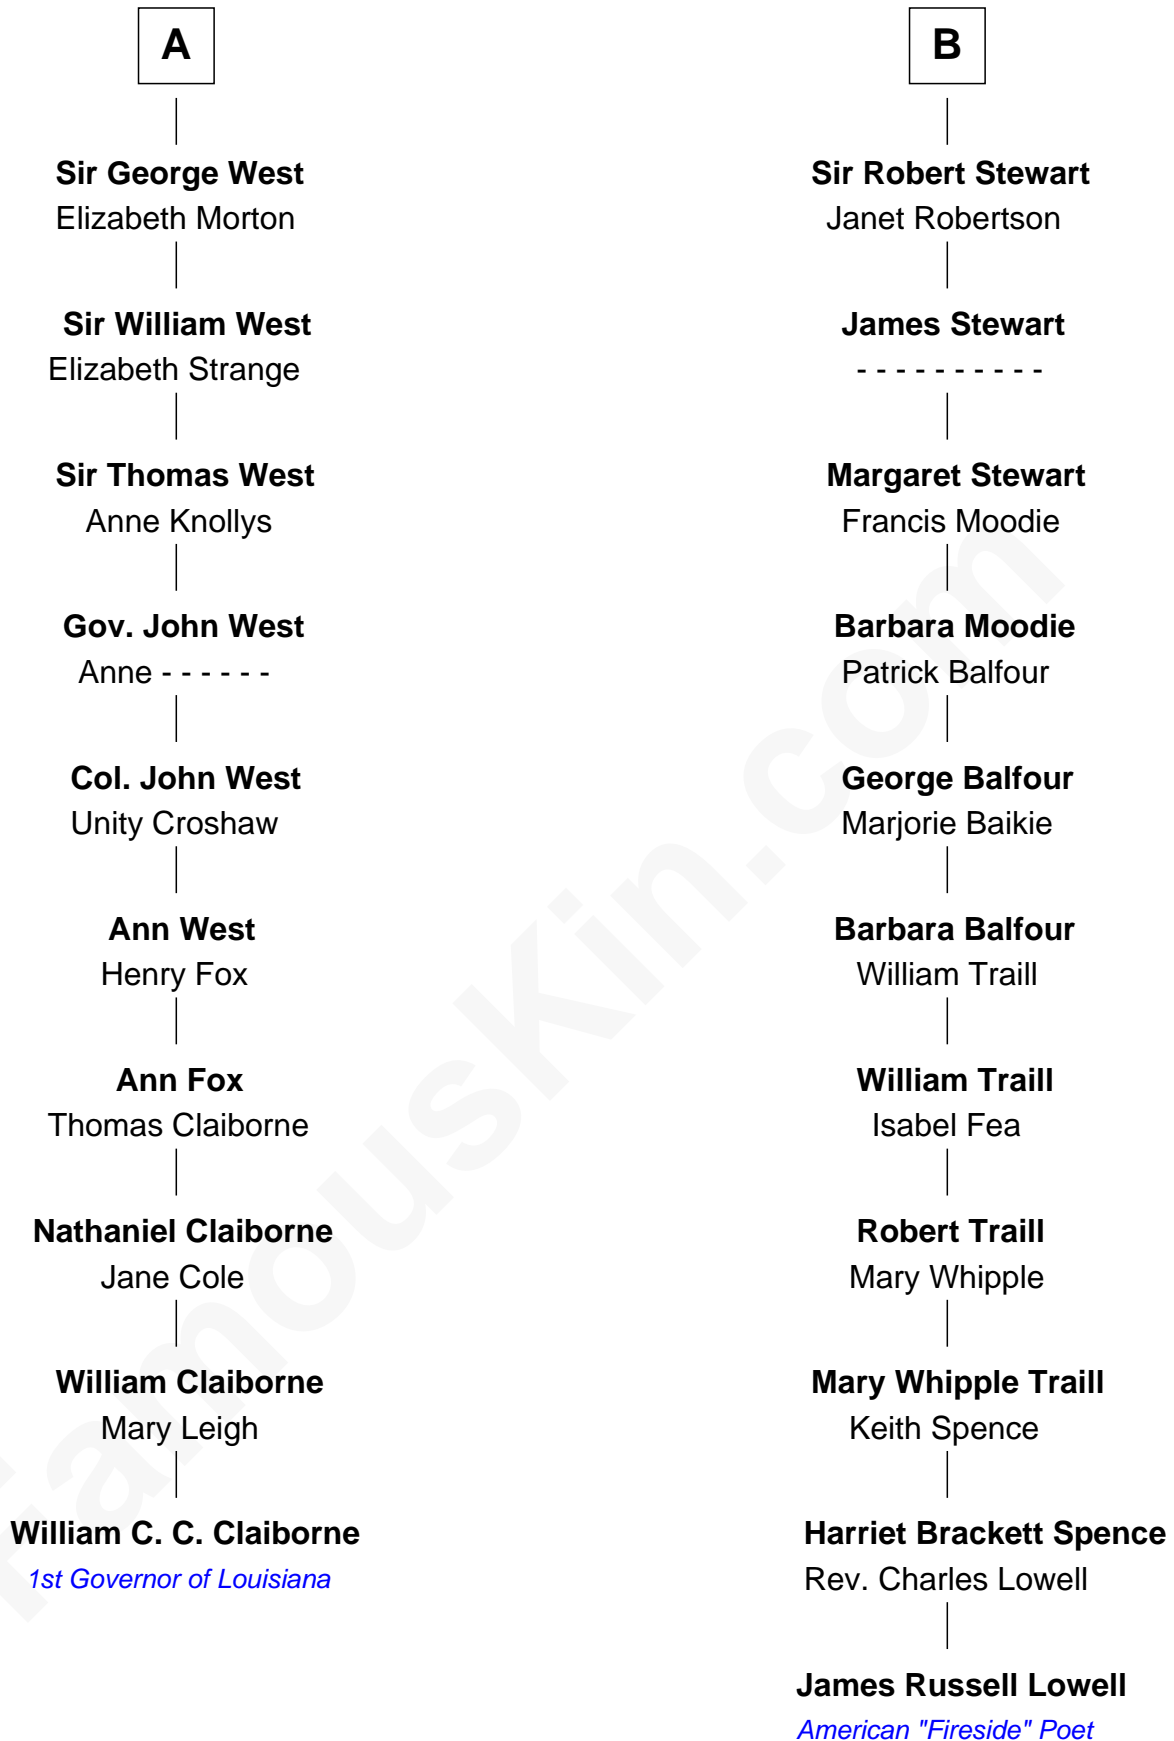 A
Sir George West
Elizabeth Morton
Sir William West
Elizabeth Strange
Sir Thomas West
Anne Knollys
Gov. John West
Anne - - - - - -
Col. John West
Unity Croshaw
Ann West
Henry Fox
Ann Fox
Thomas Claiborne
Nathaniel Claiborne
Jane Cole
William Claiborne
Mary Leigh
William C. C. Claiborne
1st Governor of Louisiana
B
Sir Robert Stewart
Janet Robertson
James Stewart
- - - - - - - - - -
Margaret Stewart
Francis Moodie
Barbara Moodie
Patrick Balfour
George Balfour
Marjorie Baikie
Barbara Balfour
William Traill
William Traill
Isabel Fea
Robert Traill
Mary Whipple
Mary Whipple Traill
Keith Spence
Harriet Brackett Spence
Rev. Charles Lowell
James Russell Lowell
American "Fireside" Poet
FamousKin.com